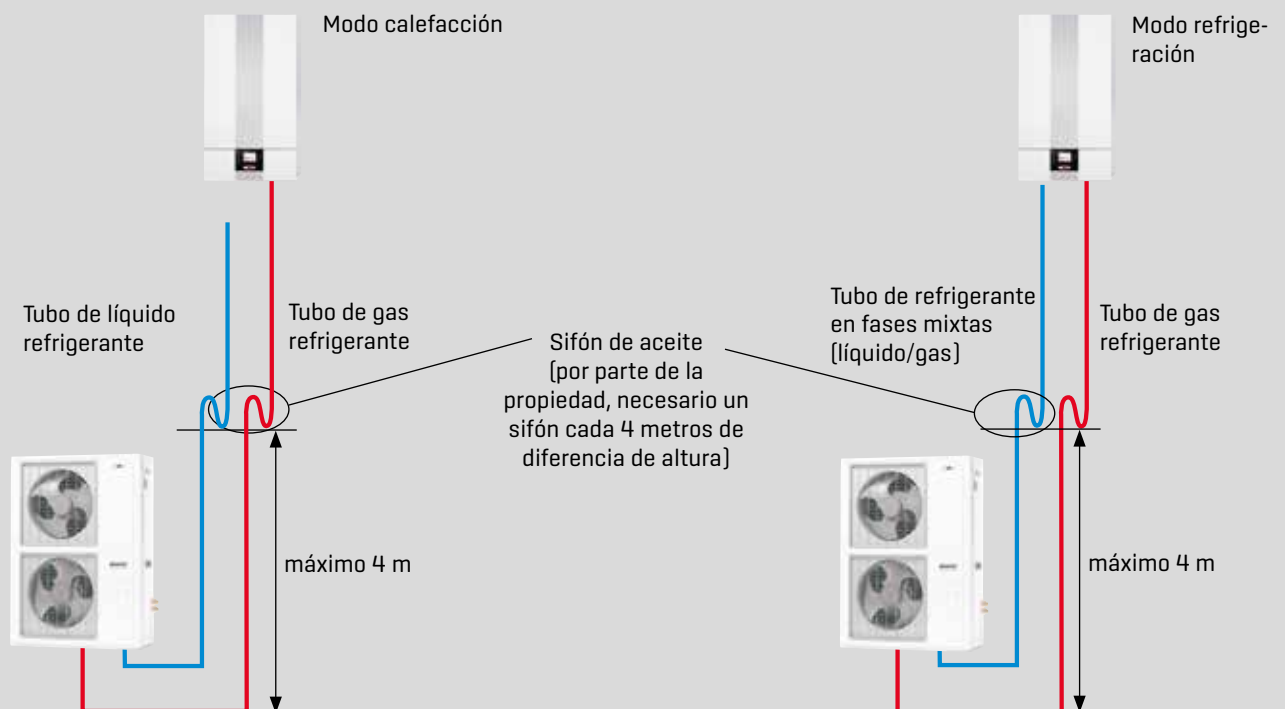 Modo calefacción
Modo refrige-
ración
Tubo de líquido
refrigerante
Tubo de gas
refrigerante
Sifón de aceite
(por parte de la
propiedad, necesario un
sifón cada 4 metros de
diferencia de altura)
Tubo de refrigerante
en fases mixtas
(líquido/gas)
Tubo de gas
refrigerante
máximo 4 m
máximo 4 m